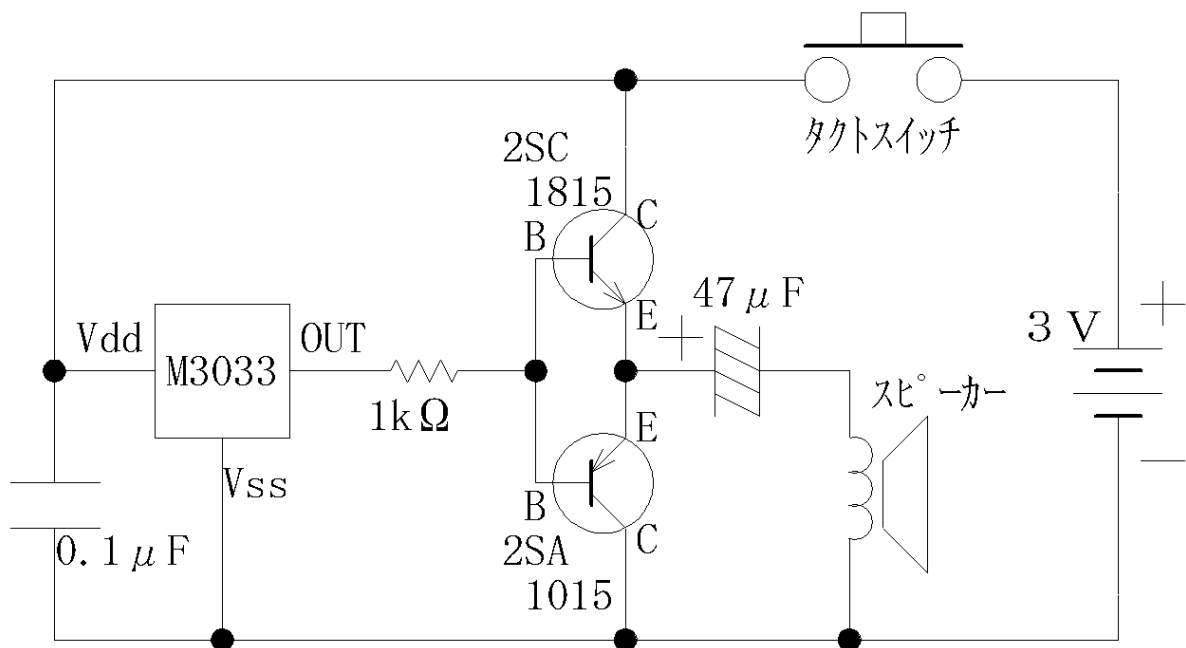 タクトスイッチ
2SC
1815
C
B
E
47μF
+
3V
+
Vdd
M3033
OUT
1kΩ
スピーカー
E
Vss
B
C
0.1μF
2SA
1015
－